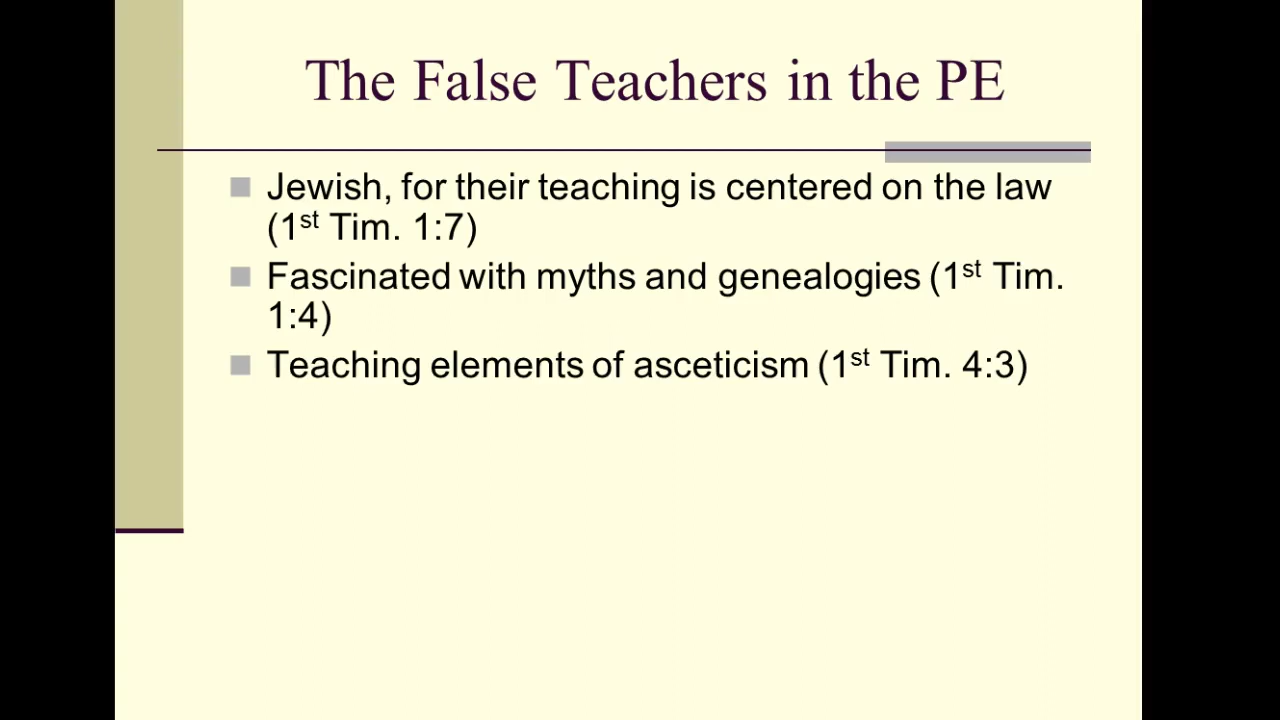 The False Teachers in the PE
Jewish, for their teaching is centered on the law
(1st Tim. 1:7)
Fascinated with myths and genealogies (1st Tim.
1:4)
Teaching elements of asceticism (1st Tim. 4:3)